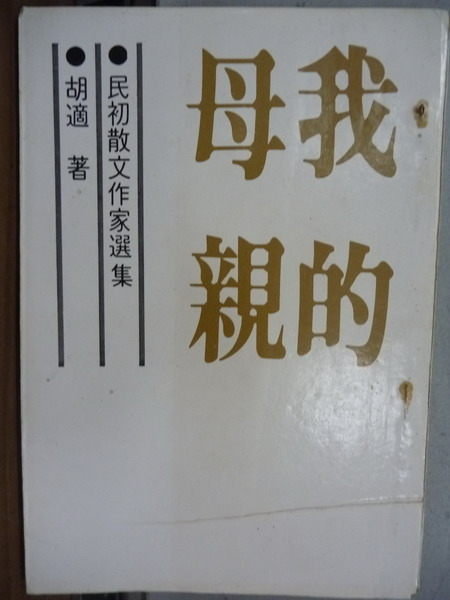 我的
母親
●民初散文作家選集
●胡適 著